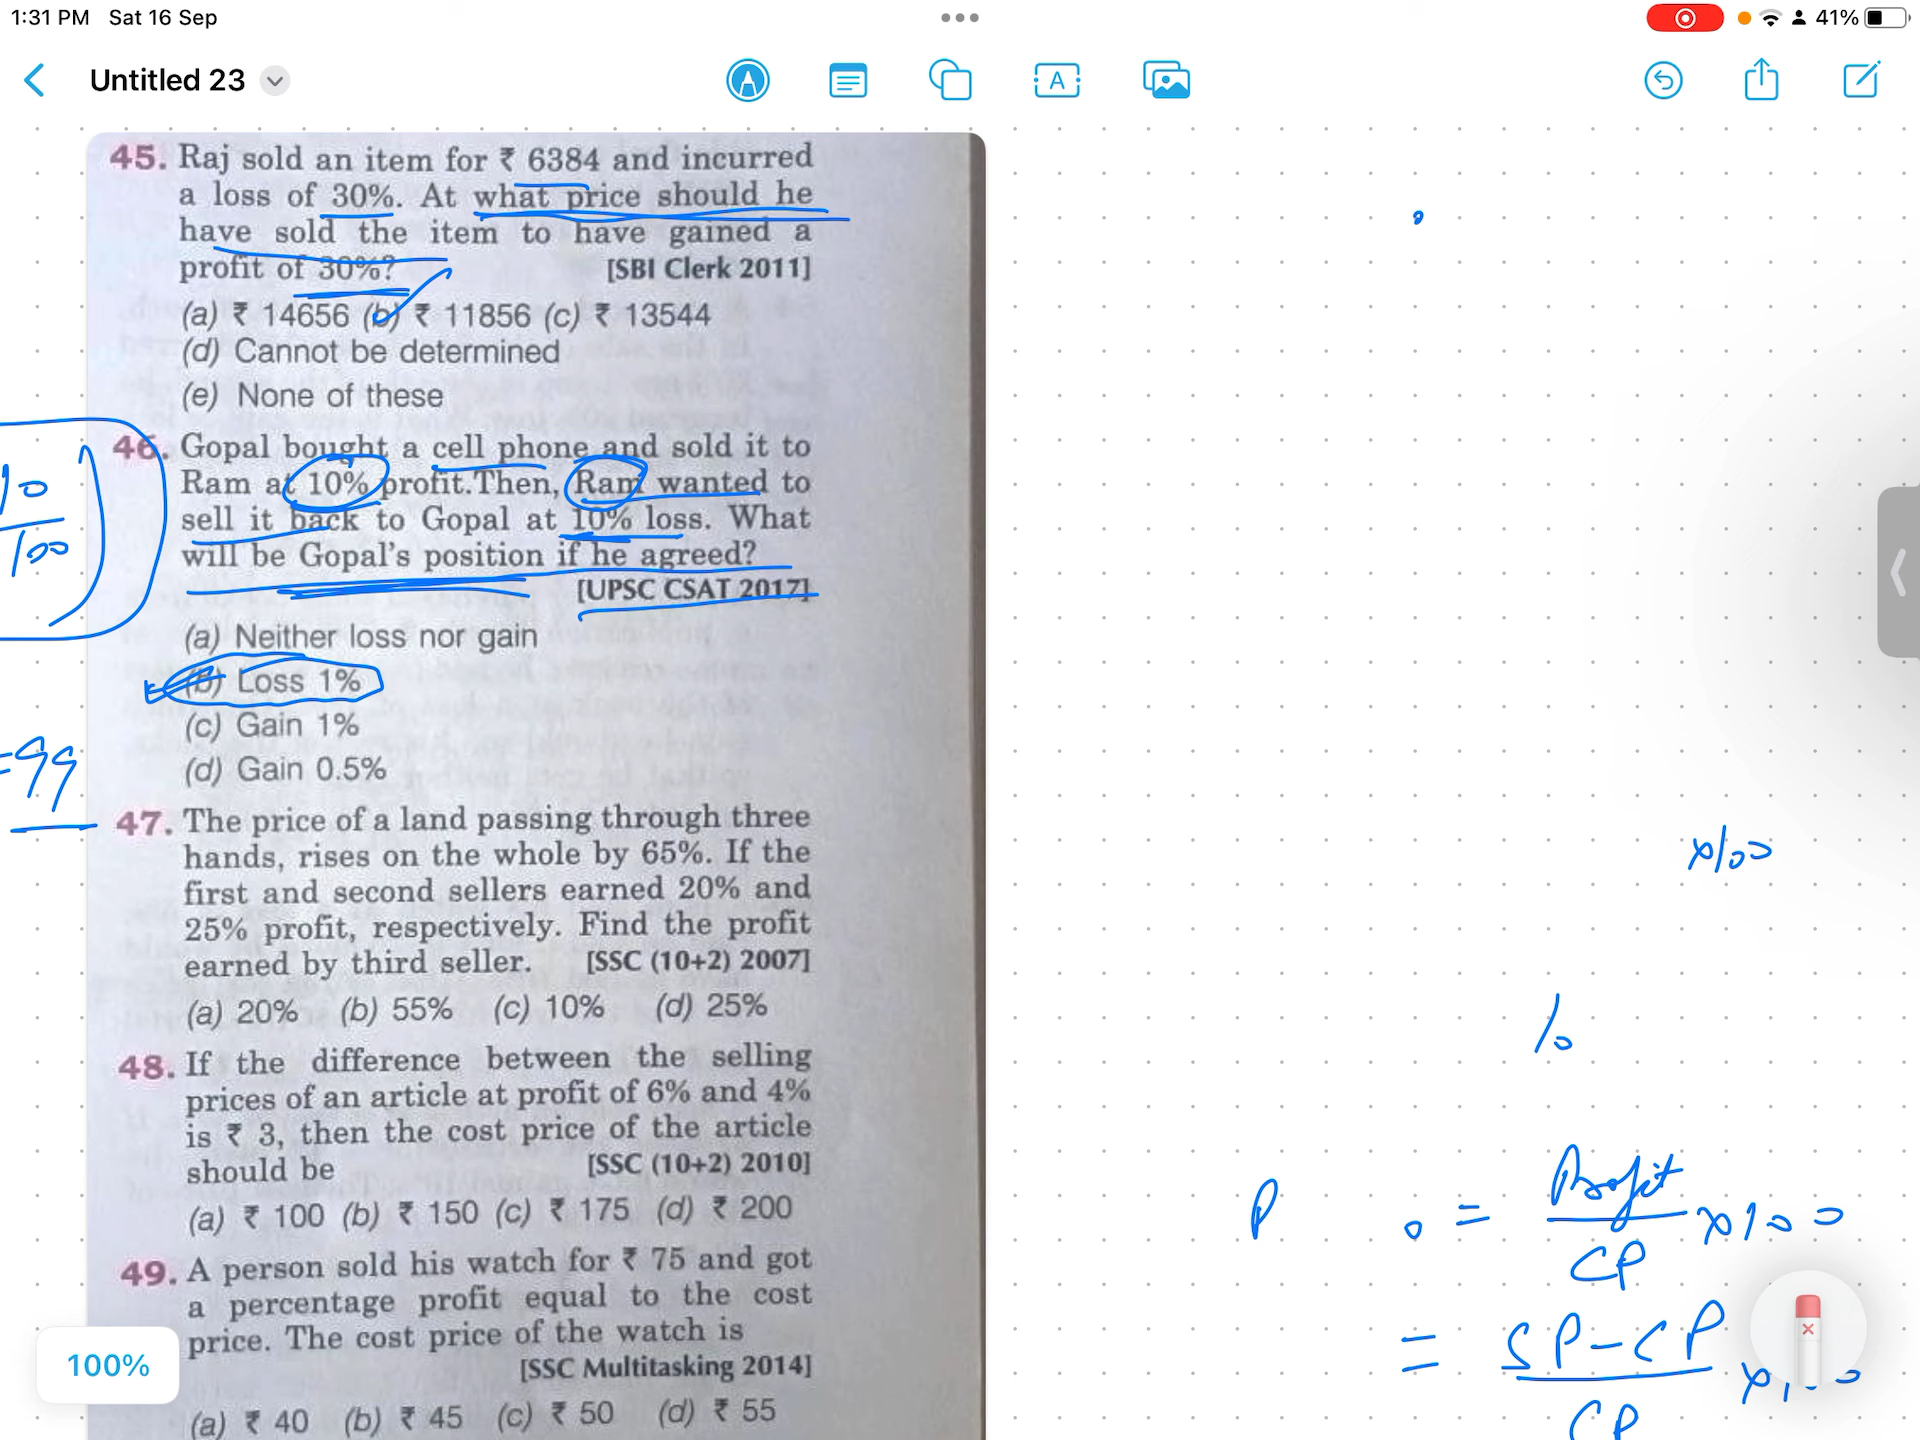 1:31 PM Sat 16 Sep
41%
Untitled 23
A
45. Raj sold an item for ₹ 6384 and incurred
a loss of 30%. At what price should he
have sold the item to have gained a
profit of 30%? [SBI Clerk 2011]
(a) ₹ 14656 (b) ₹ 11856 (c) ₹ 13544
(d) Cannot be determined
(e) None of these
46. Gopal bought a cell phone and sold it to
Ram at 10% profit. Then, Ram wanted to
sell it back to Gopal at 10% loss. What
will be Gopal's position if he agreed?
[UPSC CSAT 2017]
(a) Neither loss nor gain
(b) Loss 1%
(c) Gain 1%
(d) Gain 0.5%
10
100
=99
47. The price of a land passing through three
hands, rises on the whole by 65%. If the
first and second sellers earned 20% and
25% profit, respectively. Find the profit
earned by third seller. [SSC (10+2) 2007]
(a) 20% (b) 55% (c) 10% (d) 25%
48. If the difference between the selling
prices of an article at profit of 6% and 4%
is ₹ 3, then the cost price of the article
should be [SSC (10+2) 2010]
(a) ₹ 100 (b) ₹ 150 (c) ₹ 175 (d) ₹ 200
49. A person sold his watch for ₹ 75 and got
a percentage profit equal to the cost
price. The cost price of the watch is
[SSC Multitasking 2014]
(a) ₹ 40 (b) ₹ 45 (c) ₹ 50 (d) ₹ 55
100%
×100
P = Profit
CP ×100
= SP-CP
CP